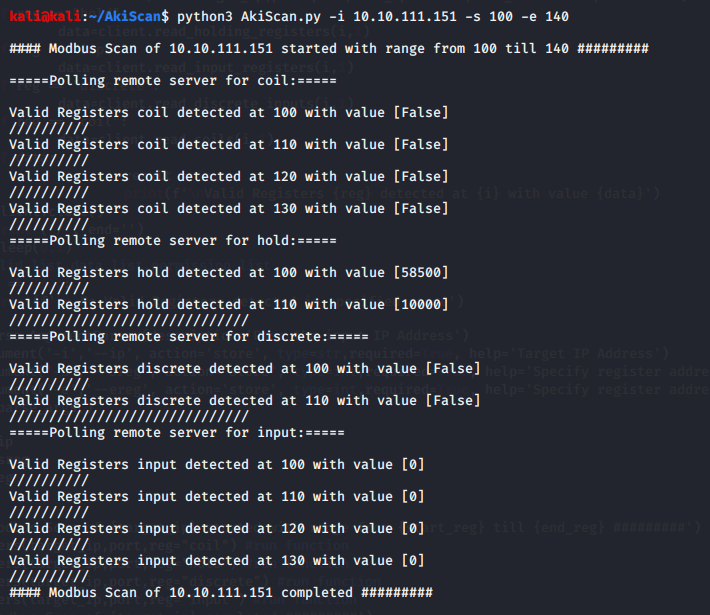 kali@kali:~/AkiScan$ python3 AkiScan.py -i 10.10.111.151 -s 100 -e 140
#### Modbus Scan of 10.10.111.151 started with range from 100 till 140 #########
=====Polling remote server for coil:=====
Valid Registers coil detected at 100 with value [False]
//////////
Valid Registers coil detected at 110 with value [False]
//////////
Valid Registers coil detected at 120 with value [False]
//////////
Valid Registers coil detected at 130 with value [False]
//////////
=====Polling remote server for hold:=====
Valid Registers hold detected at 100 with value [58500]
//////////
Valid Registers hold detected at 110 with value [10000]
//////////////////////////////
=====Polling remote server for discrete:=====
Valid Registers discrete detected at 100 with value [False]
//////////
Valid Registers discrete detected at 110 with value [False]
//////////////////////////////
=====Polling remote server for input:=====
Valid Registers input detected at 100 with value [0]
//////////
Valid Registers input detected at 110 with value [0]
//////////
Valid Registers input detected at 120 with value [0]
//////////
Valid Registers input detected at 130 with value [0]
//////////
#### Modbus Scan of 10.10.111.151 completed #########